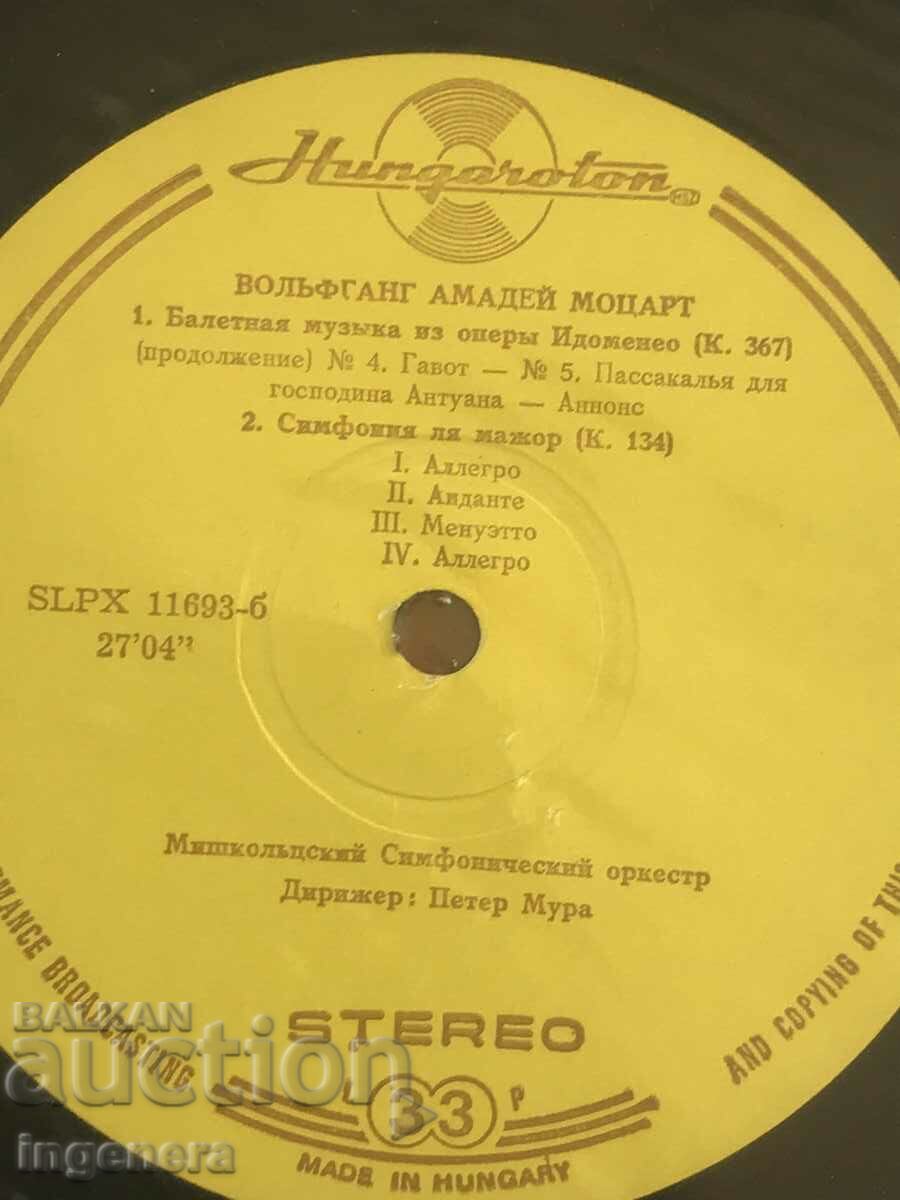 Hungaroton
ВОЛЬФГАНГ АМАДЕЙ МОЦАРТ
1. Балетная музыка из оперы Идоменео (К. 367)
(продолжение) № 4. Гавот — № 5. Пассакалья для
господина Антуана — Аннонс
2. Симфония ля мажор (К. 134)
I. Аллегро
II. Анданте
III. Менуэтто
IV. Аллегро
SLPX 11693-б
27'04"
Мишкольцский Симфонический оркестр
Дирижер: Петер Мура
BROADCASTING
AND COPYING OF THIS
STEREO
L 33 P
MADE IN HUNGARY
BALKAN
auction
ingenera